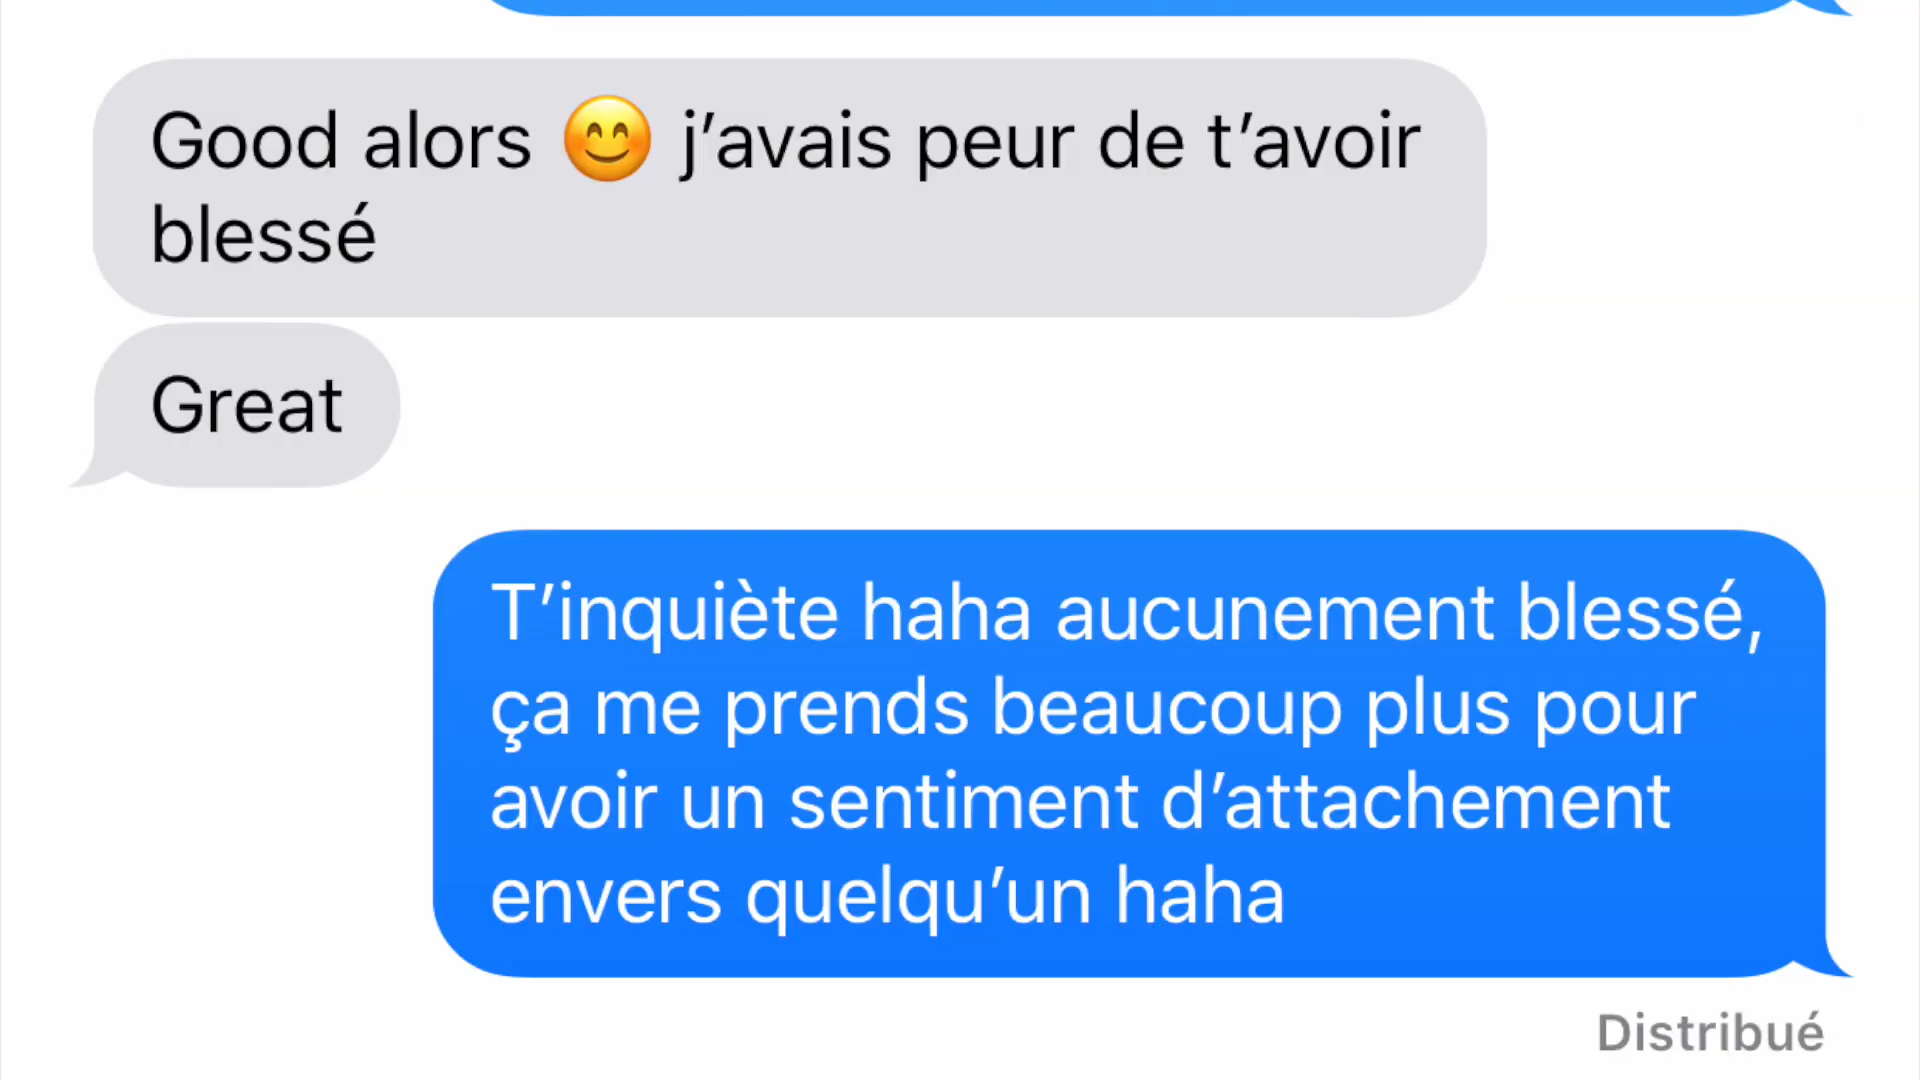 Good alors 😊 j’avais peur de t’avoir
blessé
Great
T’inquiète haha aucunement blessé,
ça me prends beaucoup plus pour
avoir un sentiment d’attachement
envers quelqu’un haha
Distribué